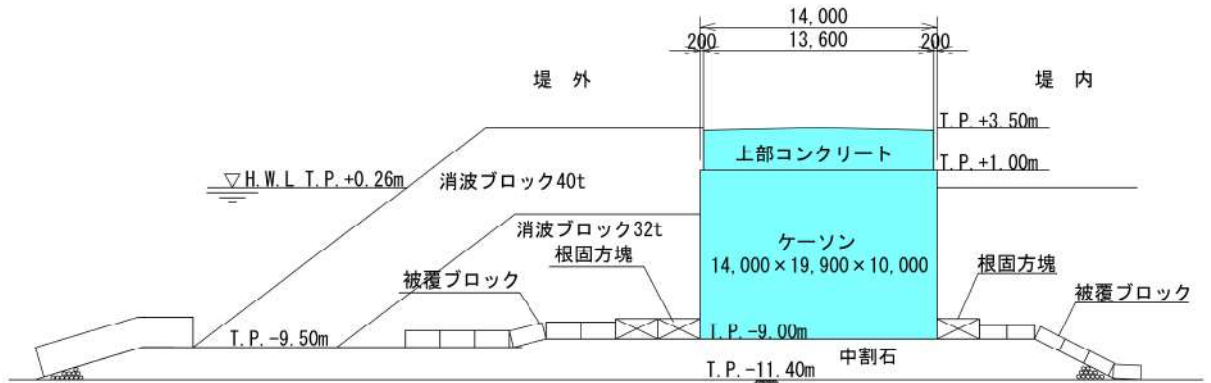 14,000
200
13,600
200
堤 外
堤 内
T.P.+3.50m
上部コンクリート
T.P.+1.00m
H.W.L T.P.+0.26m
消波ブロック40t
消波ブロック32t
根固方塊
ケーソン
14,000×19,900×10,000
根固方塊
被覆ブロック
被覆ブロック
T.P.-9.50m
T.P.-9.00m
中割石
T.P.-11.40m